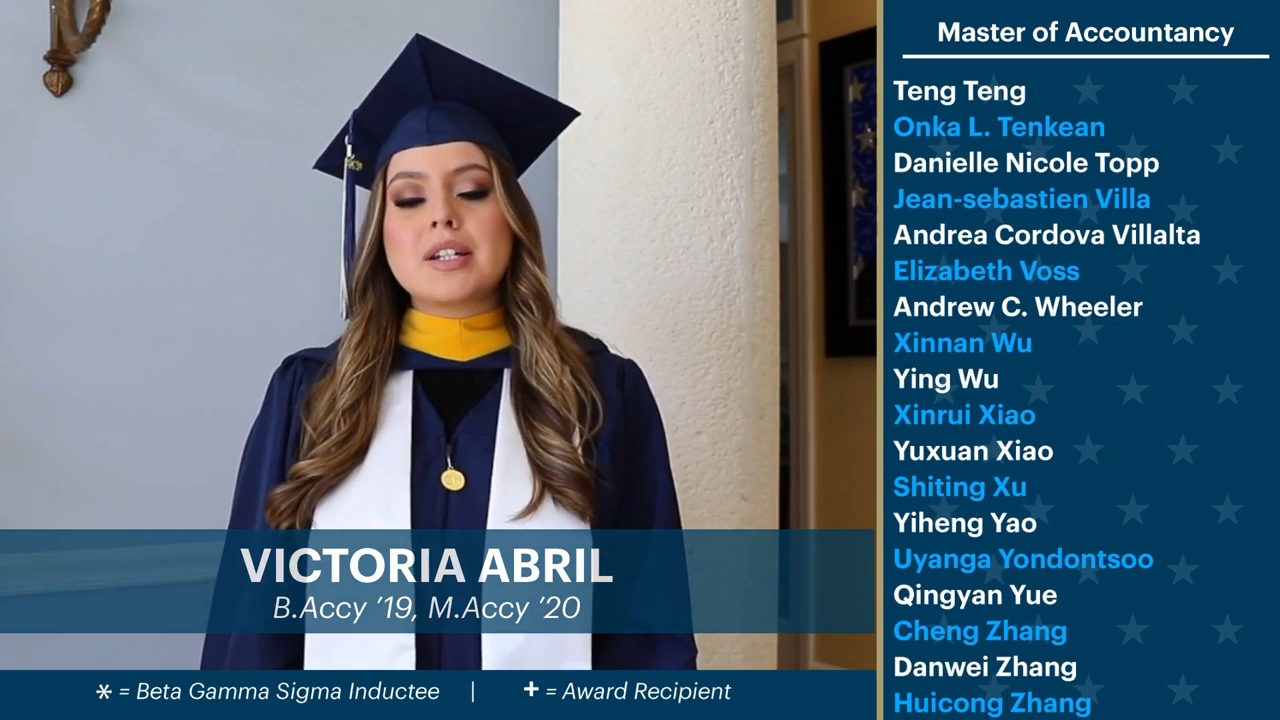 VICTORIA ABRIL
B.Accy ’19, M.Accy ’20
* = Beta Gamma Sigma Inductee | + = Award Recipient
Master of Accountancy
Teng Teng
Onka L. Tenkean
Danielle Nicole Topp
Jean-sebastien Villa
Andrea Cordova Villalta
Elizabeth Voss
Andrew C. Wheeler
Xinnan Wu
Ying Wu
Xinrui Xiao
Yuxuan Xiao
Shiting Xu
Yiheng Yao
Uyanga Yondontsoo
Qingyan Yue
Cheng Zhang
Danwei Zhang
Huicong Zhang